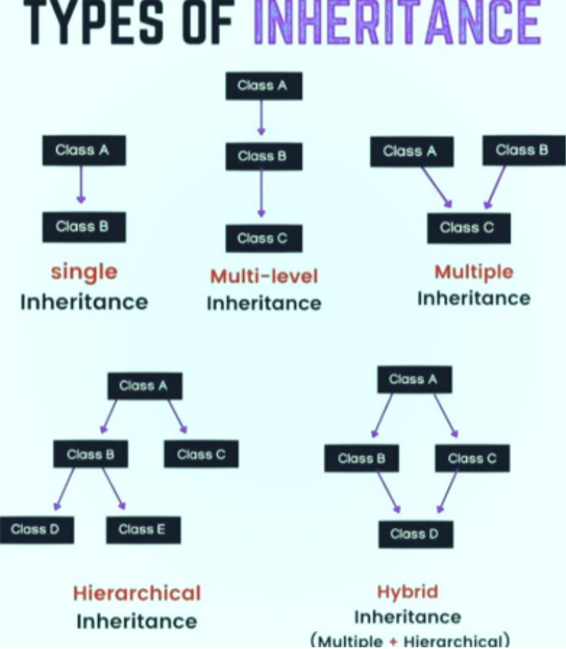 TYPES OF INHERITANCE
Class A
Class B
single
Inheritance
Class A
Class B
Class C
Multi-level
Inheritance
Class A
Class B
Class C
Multiple
Inheritance
Class A
Class B
Class C
Class D
Class E
Hierarchical
Inheritance
Class A
Class B
Class C
Class D
Hybrid
Inheritance
(Multiple + Hierarchical)